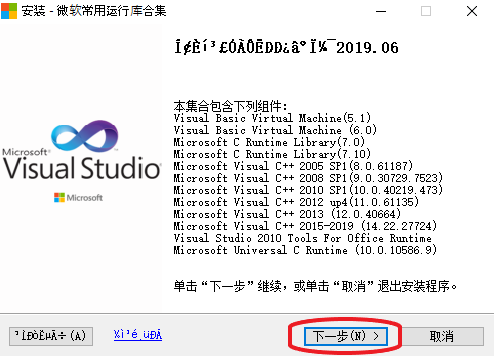 安装 - 微软常用运行库合集
Î¢Èí³£ÓÃÔËÐÐ¿âºÏ¼¯2019.06
本集合包含下列组件:
Visual Basic Virtual Machine(5.1)
Visual Basic Virtual Machine (6.0)
Microsoft C Runtime Library(7.0)
Microsoft C Runtime Library(7.10)
Microsoft Visual C++ 2005 SP1(8.0.61187)
Microsoft Visual C++ 2008 SP1(9.0.30729.7523)
Microsoft Visual C++ 2010 SP1(10.0.40219.473)
Microsoft Visual C++ 2012 up4(11.0.61135)
Microsoft Visual C++ 2013 (12.0.40664)
Microsoft Visual C++ 2015-2019 (14.22.27724)
Visual Studio 2010 Tools For Office Runtime
Microsoft Universal C Runtime (10.0.10586.9)
Microsoft®
Visual Studio
Microsoft
单击“下一步”继续，或单击“取消”退出安装程序。
³ÌÐòËµÃ÷(A)
¼ì²é¸üÐÂ
下一步(N) >
取消